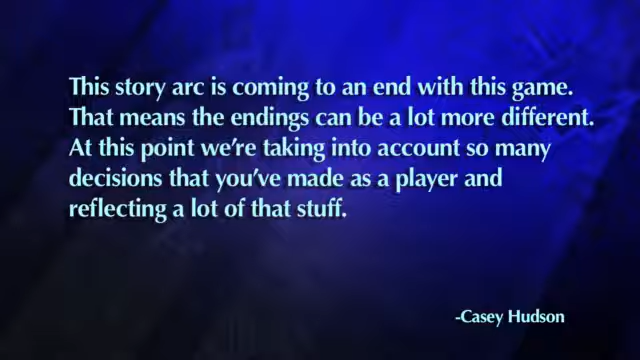 This story arc is coming to an end with this game.
That means the endings can be a lot more different.
At this point we're taking into account so many
decisions that you've made as a player and
reflecting a lot of that stuff.
-Casey Hudson